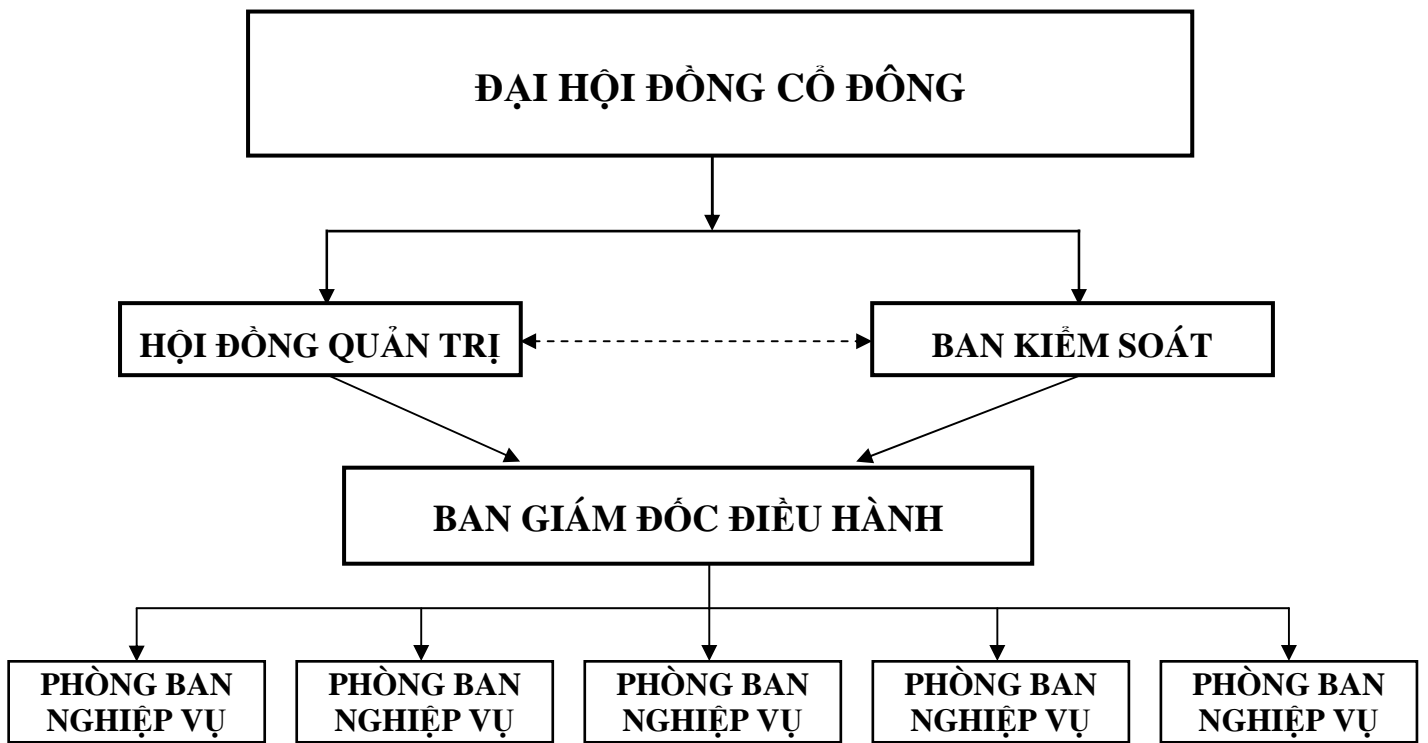 ĐẠI HỘI ĐỒNG CỔ ĐÔNG
HỘI ĐỒNG QUẢN TRỊ
BAN KIỂM SOÁT
BAN GIÁM ĐỐC ĐIỀU HÀNH
PHÒNG BAN
NGHIỆP VỤ
PHÒNG BAN
NGHIỆP VỤ
PHÒNG BAN
NGHIỆP VỤ
PHÒNG BAN
NGHIỆP VỤ
PHÒNG BAN
NGHIỆP VỤ